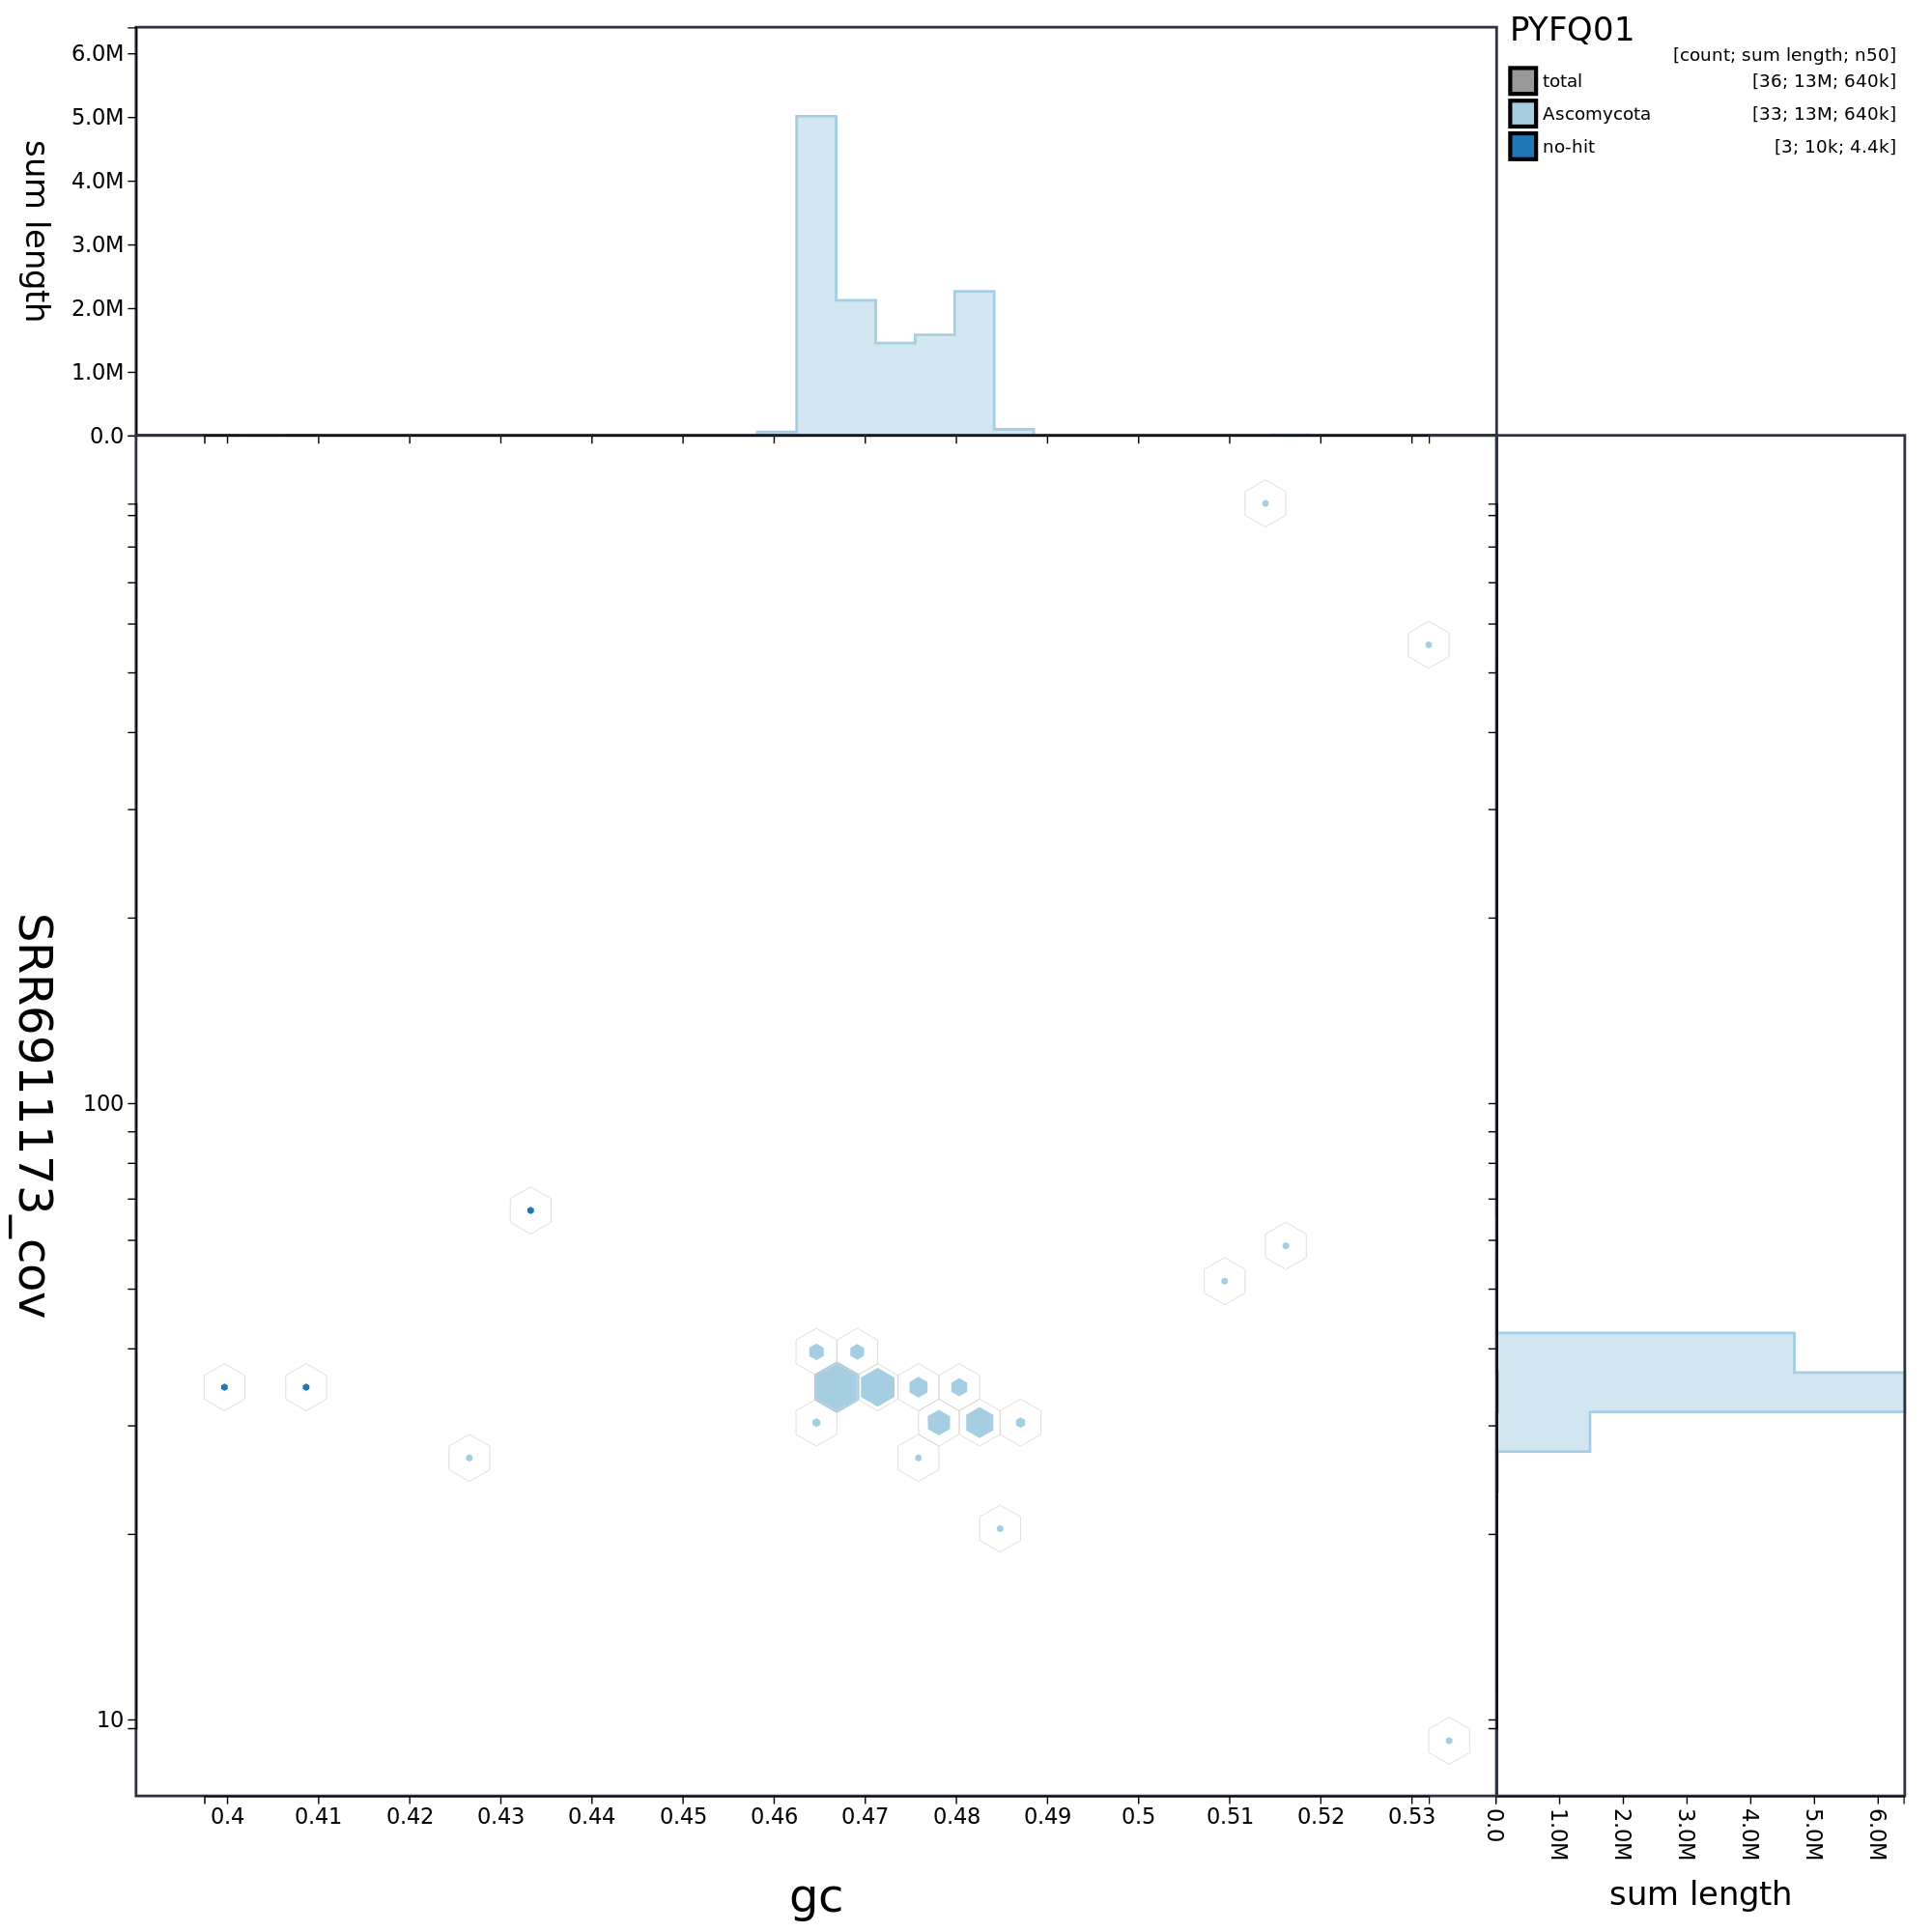 PYFQ01
[count; sum length; n50]
total [36; 13M; 640k]
Ascomycota [33; 13M; 640k]
no-hit [3; 10k; 4.4k]
sum length
6.0M
5.0M
4.0M
3.0M
2.0M
1.0M
0.0
SRR6911173_cov
100
10
0.4 0.41 0.42 0.43 0.44 0.45 0.46 0.47 0.48 0.49 0.5 0.51 0.52 0.53
gc
0.0 1.0M 2.0M 3.0M 4.0M 5.0M 6.0M
sum length